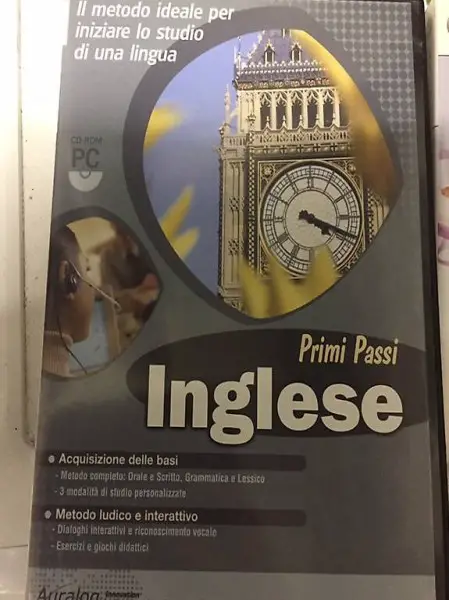 Il metodo ideale per
iniziare lo studio
di una lingua
CD-ROM
PC
Primi Passi
Inglese
Acquisizione delle basi
- Metodo completo: Orale e Scritto, Grammatica e Lessico
- 3 modalità di studio personalizzate
Metodo ludico e interattivo
- Dialoghi interattivi e riconoscimento vocale
- Esercizi e giochi didattici
Auralog Innovation